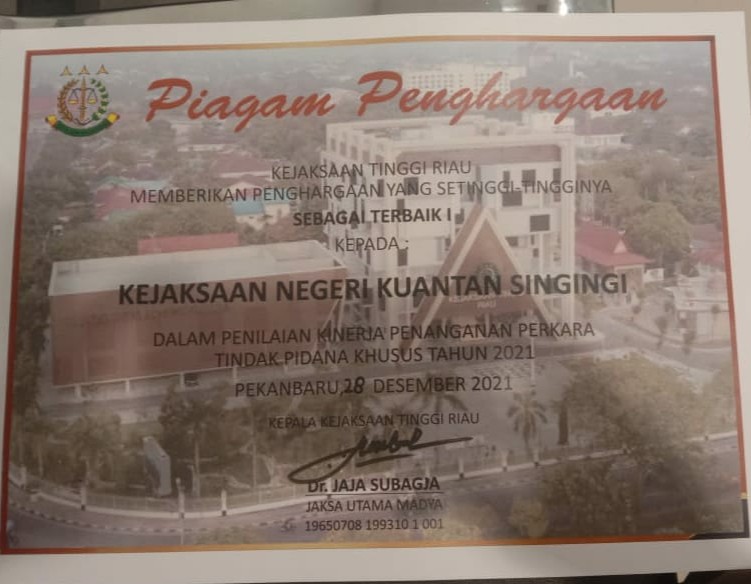 Piagam Penghargaan
KEJAKSAAN TINGGI RIAU
MEMBERIKAN PENGHARGAAN YANG SETINGGI-TINGGINYA
SEBAGAI TERBAIK I
KEPADA :
KEJAKSAAN NEGERI KUANTAN SINGINGI
DALAM PENILAIAN KINERJA PENANGANAN PERKARA
TINDAK PIDANA KHUSUS TAHUN 2021
PEKANBARU, 28 DESEMBER 2021
KEPALA KEJAKSAAN TINGGI RIAU
Dr. JAJA SUBAGJA
JAKSA UTAMA MADYA
19650708 199310 1 001